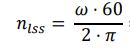 n_lss = ω · 60 / 2 · π